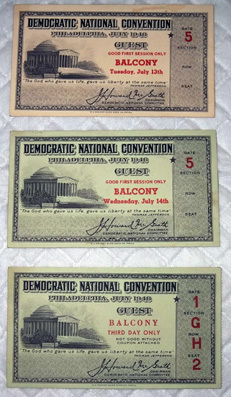 DEMOCRATIC NATIONAL CONVENTION
PHILADELPHIA, JULY 1948
GUEST
GOOD FIRST SESSION ONLY
BALCONY
Tuesday, July 13th
"The God who gave us life, gave us liberty at the same time"
THOMAS JEFFERSON
J. Howard McGrath
CHAIRMAN
DEMOCRATIC NATIONAL COMMITTEE
GATE
5
SECTION
ROW
SEAT
DEMOCRATIC NATIONAL CONVENTION
PHILADELPHIA, JULY 1948
GUEST
GOOD FIRST SESSION ONLY
BALCONY
Wednesday, July 14th
"The God who gave us life, gave us liberty at the same time"
THOMAS JEFFERSON
J. Howard McGrath
CHAIRMAN
DEMOCRATIC NATIONAL COMMITTEE
GATE
5
SECTION
ROW
SEAT
DEMOCRATIC NATIONAL CONVENTION
PHILADELPHIA, JULY 1948
GUEST
BALCONY
THIRD DAY ONLY
NOT GOOD WITHOUT
COUPON ATTACHED
"The God who gave us life, gave us liberty at the same time"
THOMAS JEFFERSON
J. Howard McGrath
CHAIRMAN
DEMOCRATIC NATIONAL COMMITTEE
GATE
1
SECTION
G
ROW
H
SEAT
2